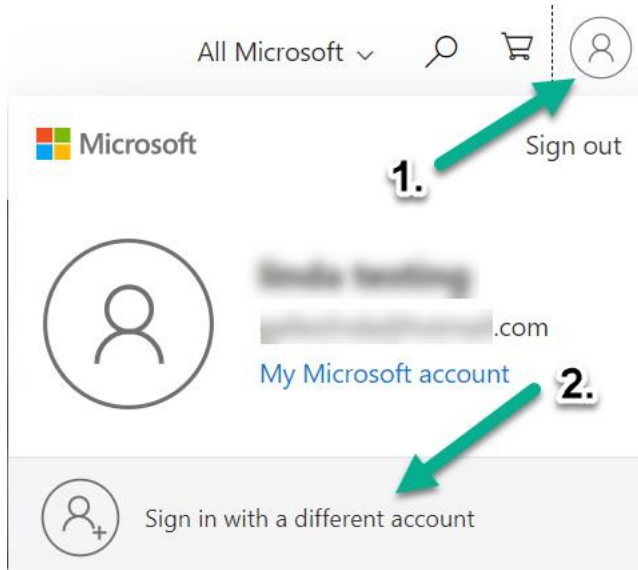 All Microsoft
Microsoft
Sign out
1.
.com
My Microsoft account
2.
Sign in with a different account